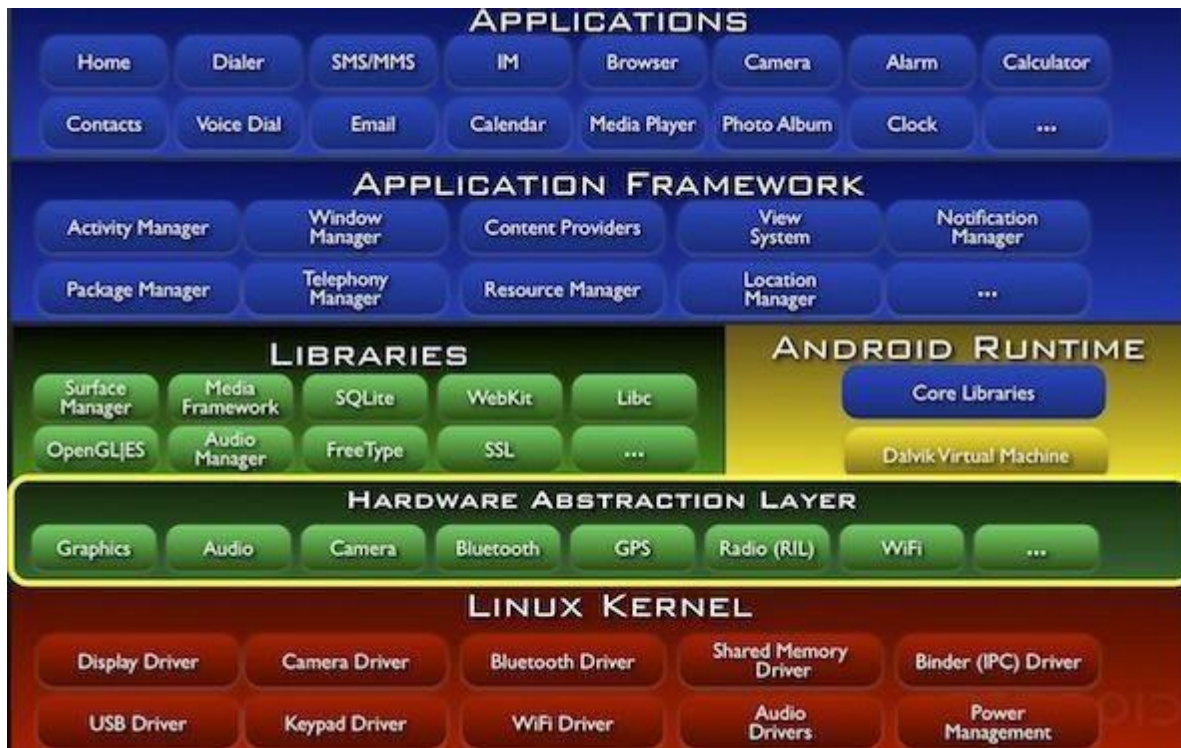 APPLICATIONS
Home Dialer SMS/MMS IM Browser Camera Alarm Calculator
Contacts Voice Dial Email Calendar Media Player Photo Album Clock ...
APPLICATION FRAMEWORK
Activity Manager Window Manager Content Providers View System Notification Manager
Package Manager Telephony Manager Resource Manager Location Manager ...
LIBRARIES
Surface Manager Media Framework SQLite WebKit Libc
OpenGL|ES Audio Manager FreeType SSL ...
ANDROID RUNTIME
Core Libraries
Dalvik Virtual Machine
HARDWARE ABSTRACTION LAYER
Graphics Audio Camera Bluetooth GPS Radio (RIL) WiFi ...
LINUX KERNEL
Display Driver Camera Driver Bluetooth Driver Shared Memory Driver Binder (IPC) Driver
USB Driver Keypad Driver WiFi Driver Audio Drivers Power Management